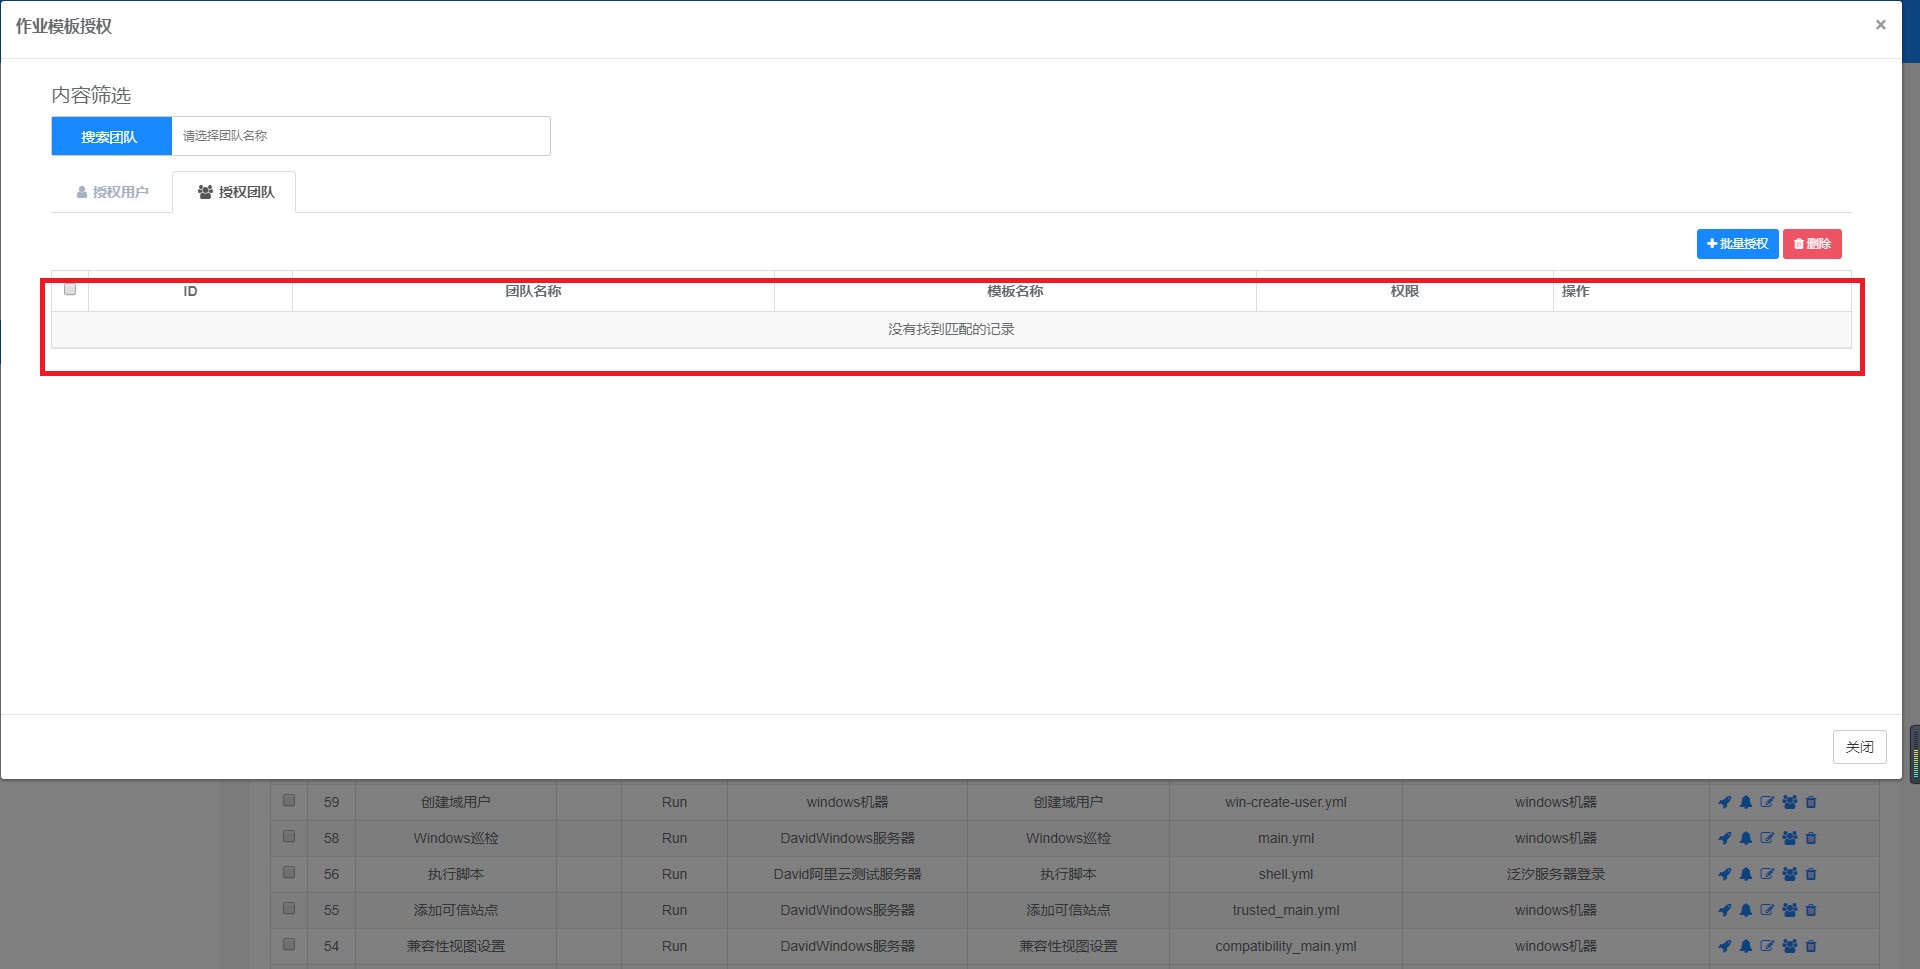 作业模板授权
×
内容筛选
搜索团队 请选择团队名称
授权用户 授权团队
批量授权 删除
ID 团队名称 模板名称 权限 操作
没有找到匹配的记录
关闭
59 创建域用户 Run windows机器 创建域用户 win-create-user.yml windows机器
58 Windows巡检 Run DavidWindows服务器 Windows巡检 main.yml windows机器
56 执行脚本 Run David阿里云测试服务器 执行脚本 shell.yml 泛汐服务器登录
55 添加可信站点 Run DavidWindows服务器 添加可信站点 trusted_main.yml windows机器
54 兼容性视图设置 Run DavidWindows服务器 兼容性视图设置 compatibility_main.yml windows机器